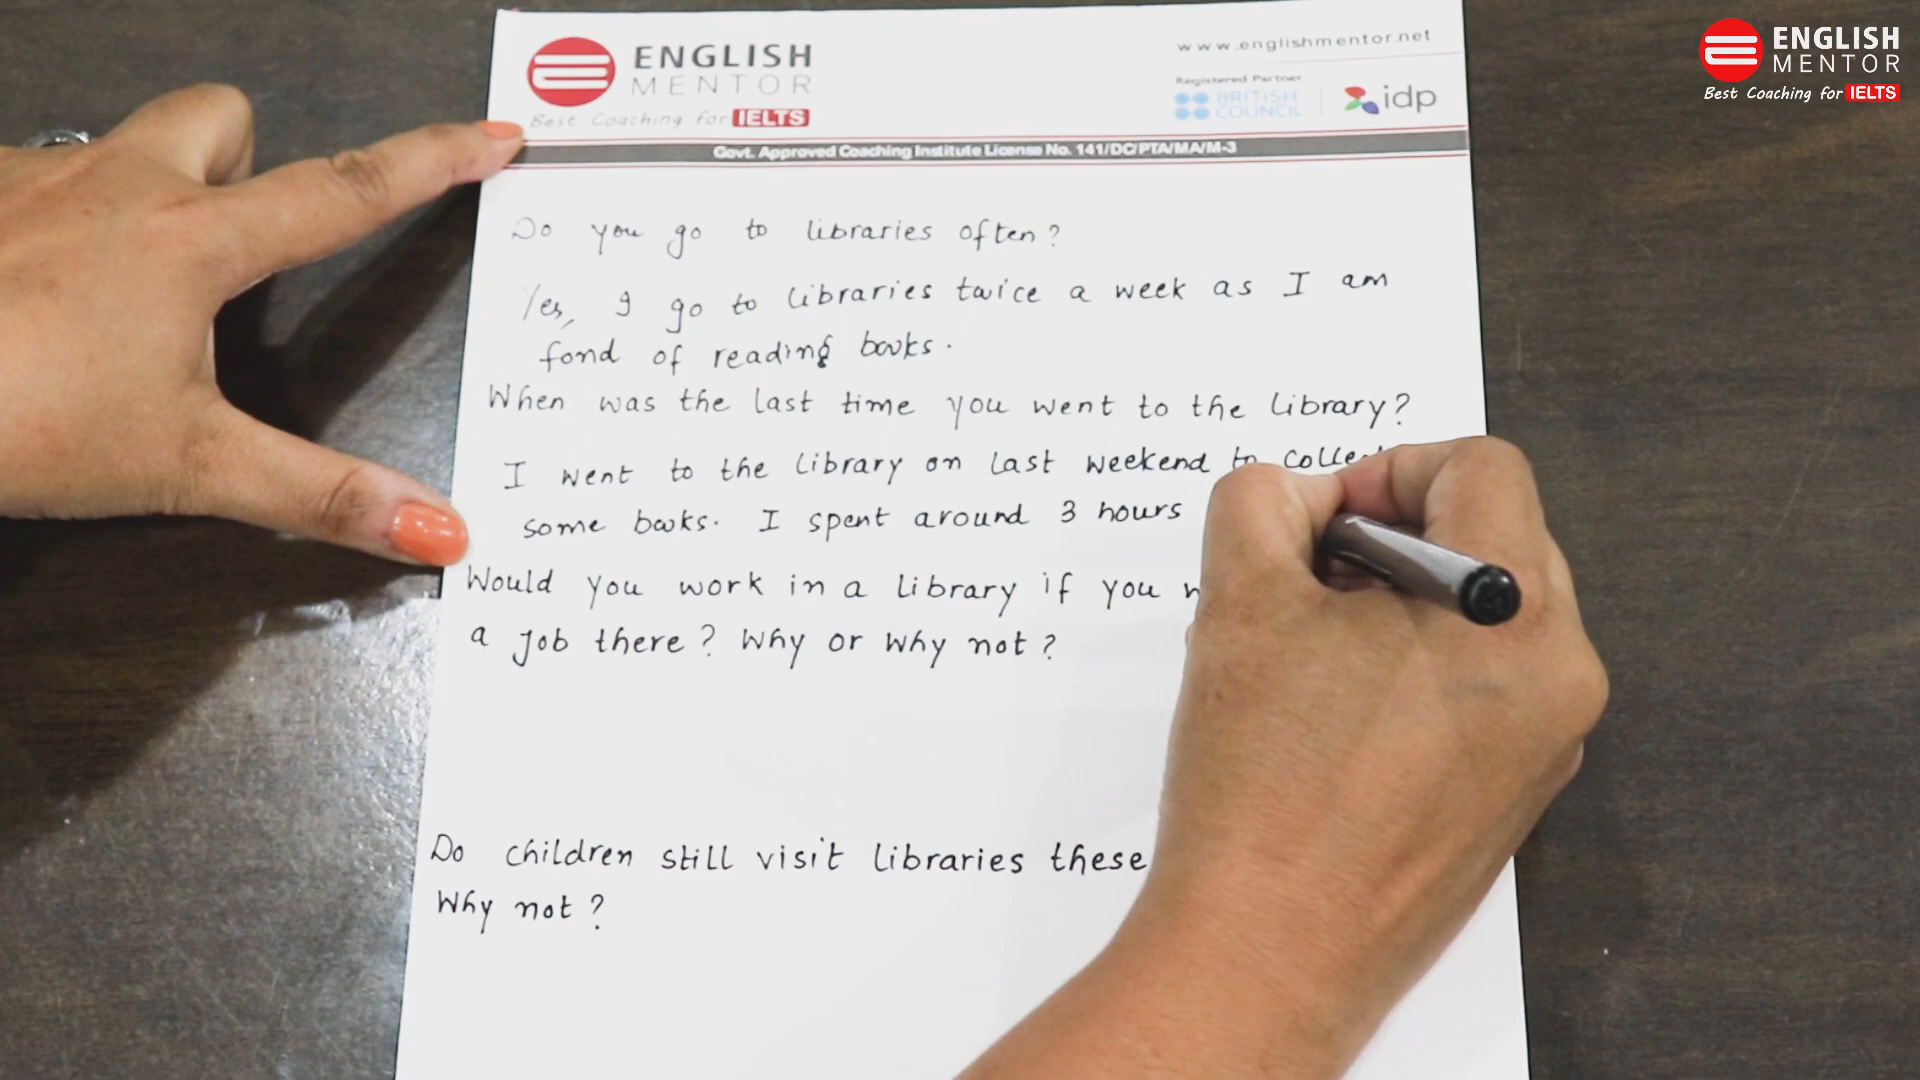 ENGLISH
MENTOR
Best Coaching for IELTS
www.englishmentor.net
Registered Partner
BRITISH
COUNCIL
idp
Govt. Approved Coaching Institute License No. 141/DC/PTA/MA/M-3
ENGLISH
MENTOR
Best Coaching for IELTS
Do you go to libraries often?
Yes, I go to libraries twice a week as I am
fond of reading books.
When was the last time you went to the library?
I went to the library on last weekend to
some books. I spent around 3 hours
Would you work in a library if you
a job there? Why or Why not?
Do children still visit libraries these
Why not?